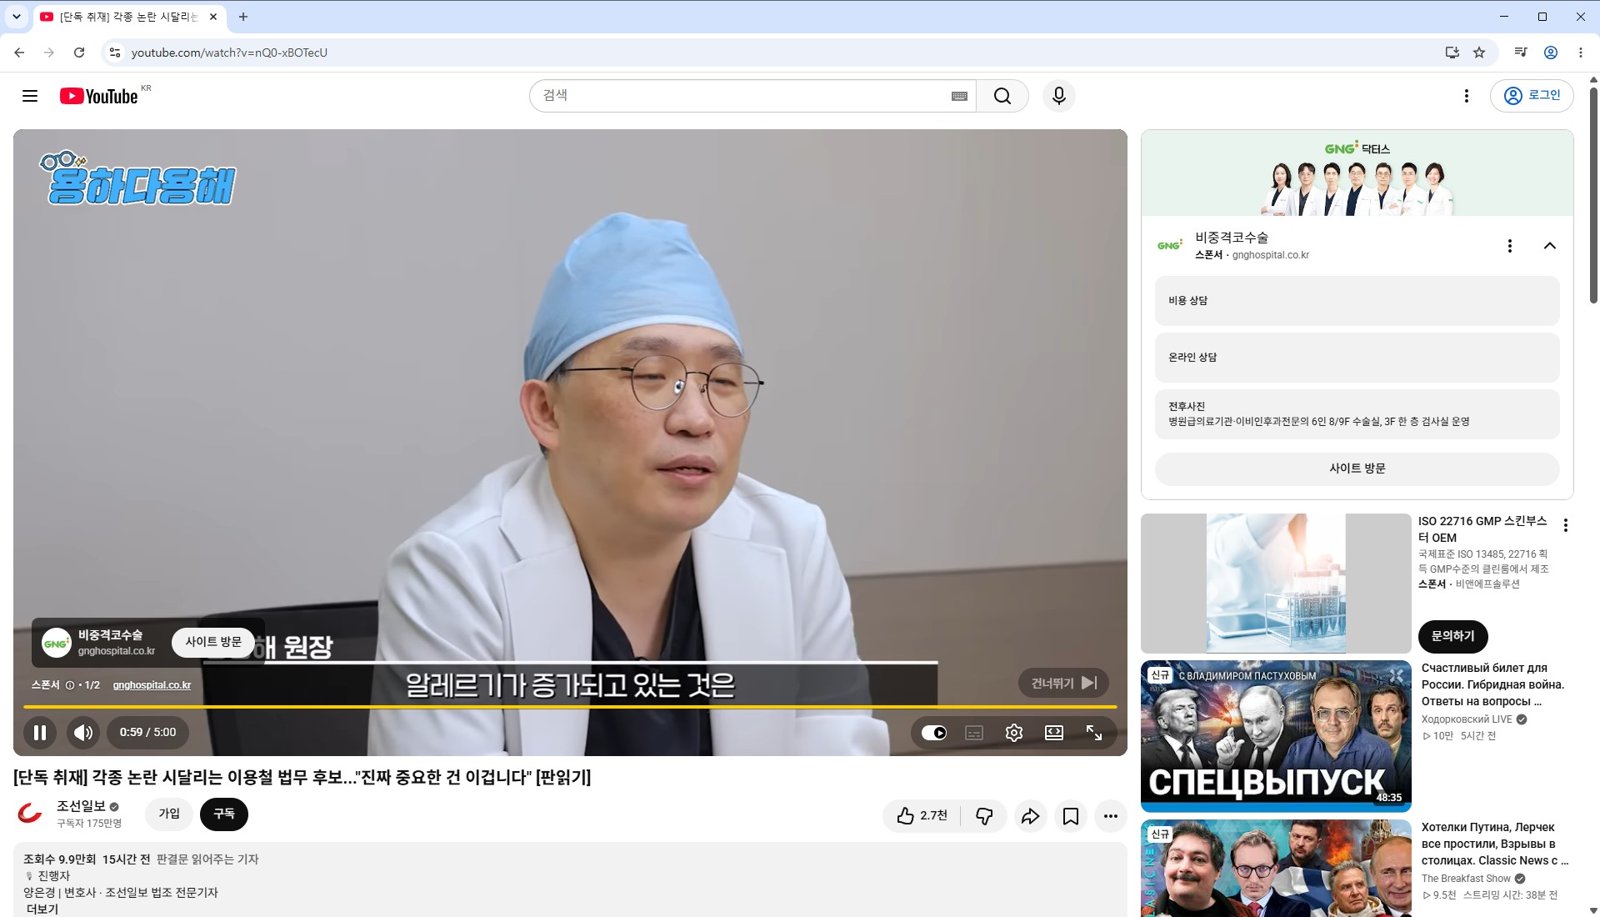 [단독 취재] 각종 논란 시달리는
youtube.com/watch?v=nQ0-xBOTecU
YouTube KR
검색
로그인
용하다용해
해 원장
알레르기가 증가되고 있는 것은
GNG
비중격코수술
gnghospital.co.kr
사이트 방문
스폰서 · 1/2 gnghospital.co.kr
건너뛰기
0:59 / 5:00
[단독 취재] 각종 논란 시달리는 이용철 법무 후보..."진짜 중요한 건 이겁니다" [판읽기]
조선일보
구독자 175만명
가입
구독
2.7천
조회수 9.9만회 15시간 전 판결문 읽어주는 기자
🎙 진행자
양은경 | 변호사 · 조선일보 법조 전문기자
더보기
GNG 닥터스
GNG
비중격코수술
스폰서 · gnghospital.co.kr
비용 상담
온라인 상담
전후사진
병원급의료기관·이비인후과전문의 6인 8/9F 수술실, 3F 한 층 검사실 운영
사이트 방문
ISO 22716 GMP 스킨부스
터 OEM
국제표준 ISO 13485, 22716 획
득 GMP수준의 클린룸에서 제조
스폰서 · 비앤에프솔루션
문의하기
신규
С ВЛАДИМИРОМ ПАСТУХОВЫМ
СПЕЦВЫПУСК
48:35
Счастливый билет для
России. Гибридная война.
Ответы на вопросы ...
Ходорковский LIVE
10만 5시간 전
신규
LASIC NE
Хотелки Путина, Лерчек
все простили, Взрывы в
столицах. Classic News с ...
The Breakfast Show
9.5천 스트리밍 시간: 38분 전